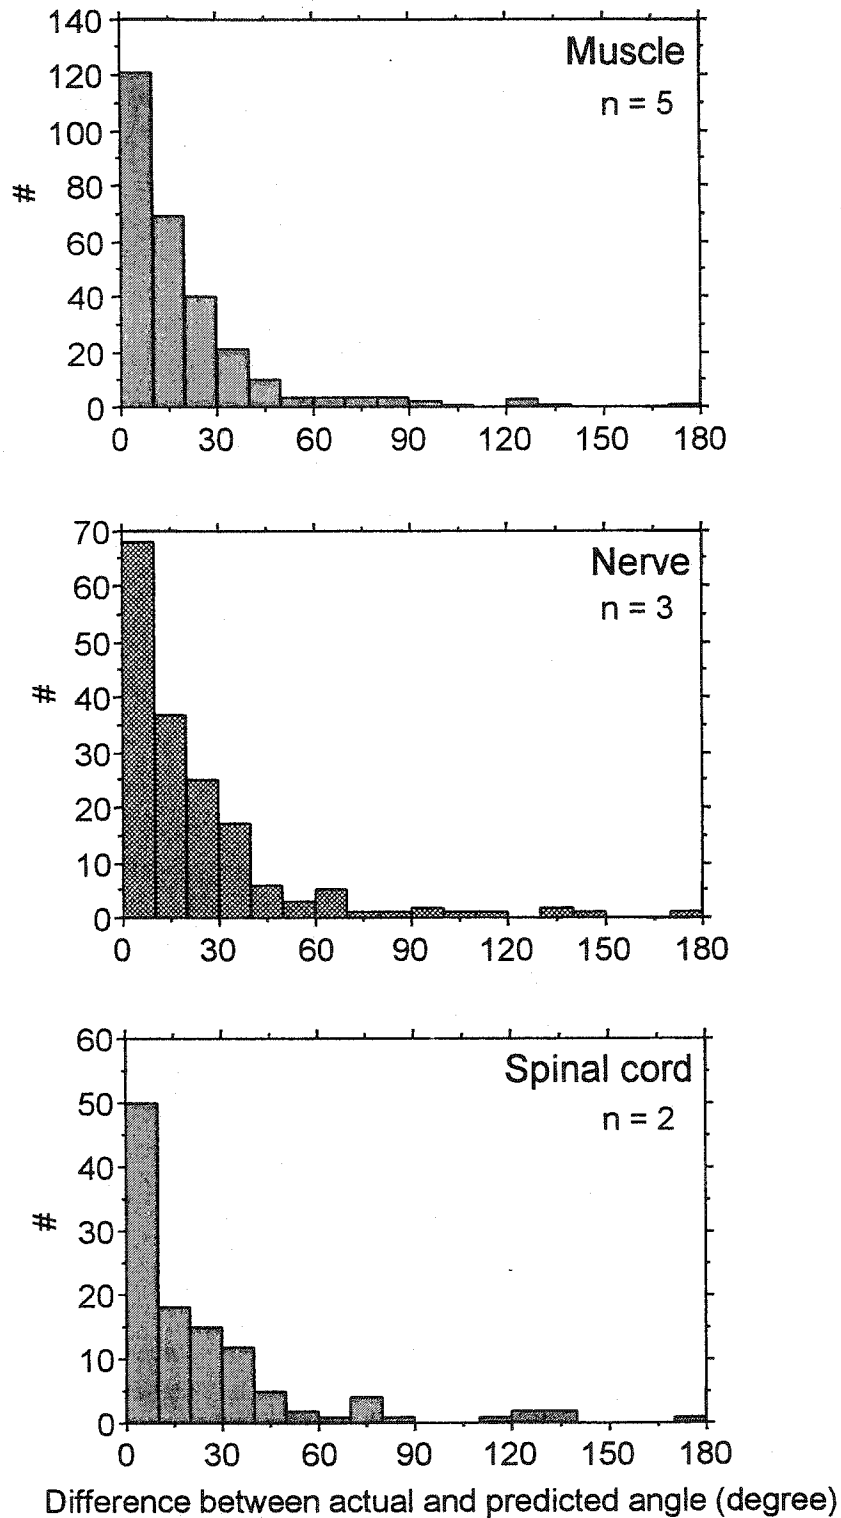 Muscle
n = 5
#
140
120
100
80
60
40
20
0
0 30 60 90 120 150 180
Nerve
n = 3
#
70
60
50
40
30
20
10
0
0 30 60 90 120 150 180
Spinal cord
n = 2
#
60
50
40
30
20
10
0
0 30 60 90 120 150 180
Difference between actual and predicted angle (degree)